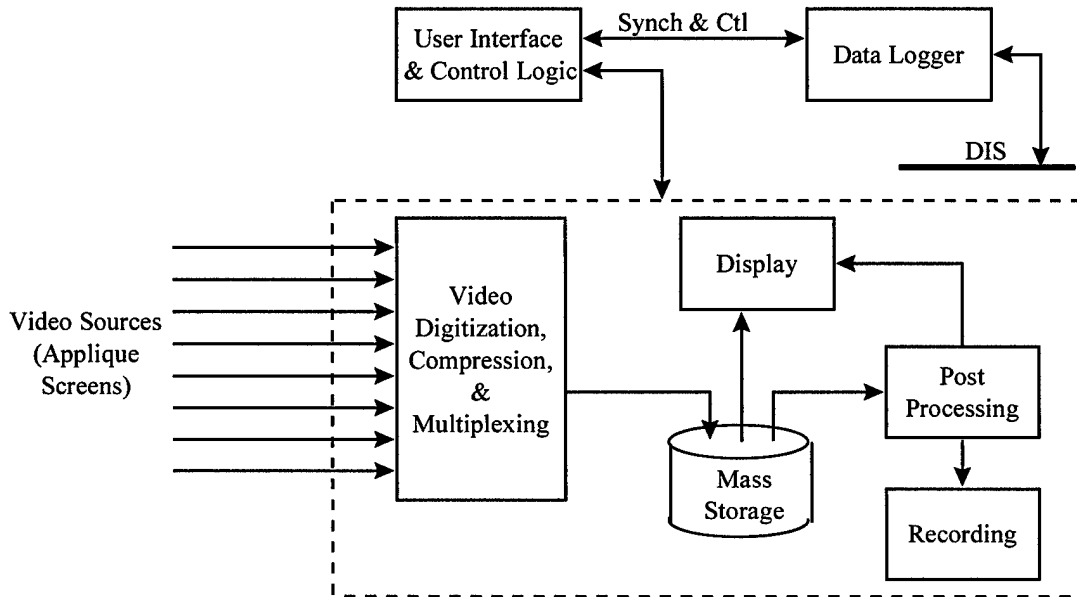 Synch & Ctl
User Interface
& Control Logic
Data Logger
DIS
Video Sources
(Applique
Screens)
Video
Digitization,
Compression,
&
Multiplexing
Display
Post
Processing
Mass
Storage
Recording